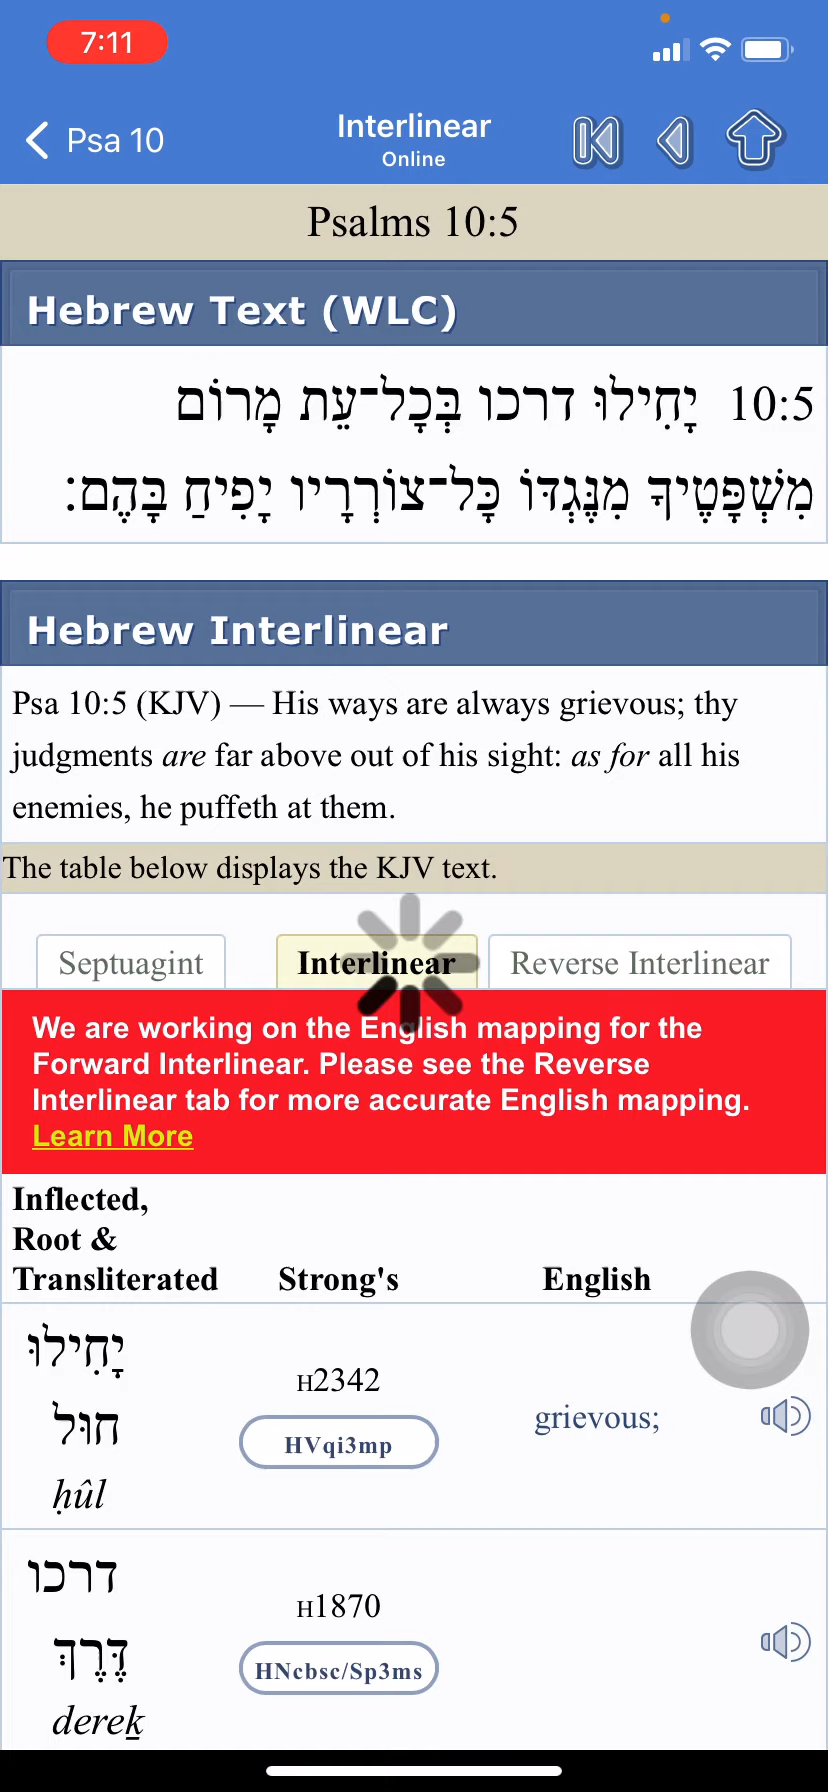 7:11
Psa 10
Interlinear
Online
Psalms 10:5
Hebrew Text (WLC)
10:5 יָחִילוּ דרכו בְּכָל־עֵת מָרוֹם
מִשְׁפָּטֶיךָ מִנֶּגְדּוֹ כָּל־צוֹרְרָיו יָפִיחַ בָּהֶם׃
Hebrew Interlinear
Psa 10:5 (KJV) — His ways are always grievous; thy
judgments are far above out of his sight: as for all his
enemies, he puffeth at them.
The table below displays the KJV text.
Septuagint Interlinear Reverse Interlinear
We are working on the English mapping for the
Forward Interlinear. Please see the Reverse
Interlinear tab for more accurate English mapping.
Learn More
Inflected,
Root &
Transliterated Strong's English
יָחִילוּ
H2342
חוּל
HVqi3mp
grievous;
ḥûl
דרכו
H1870
דֶּרֶךְ
HNcbsc/Sp3ms
dereḵ